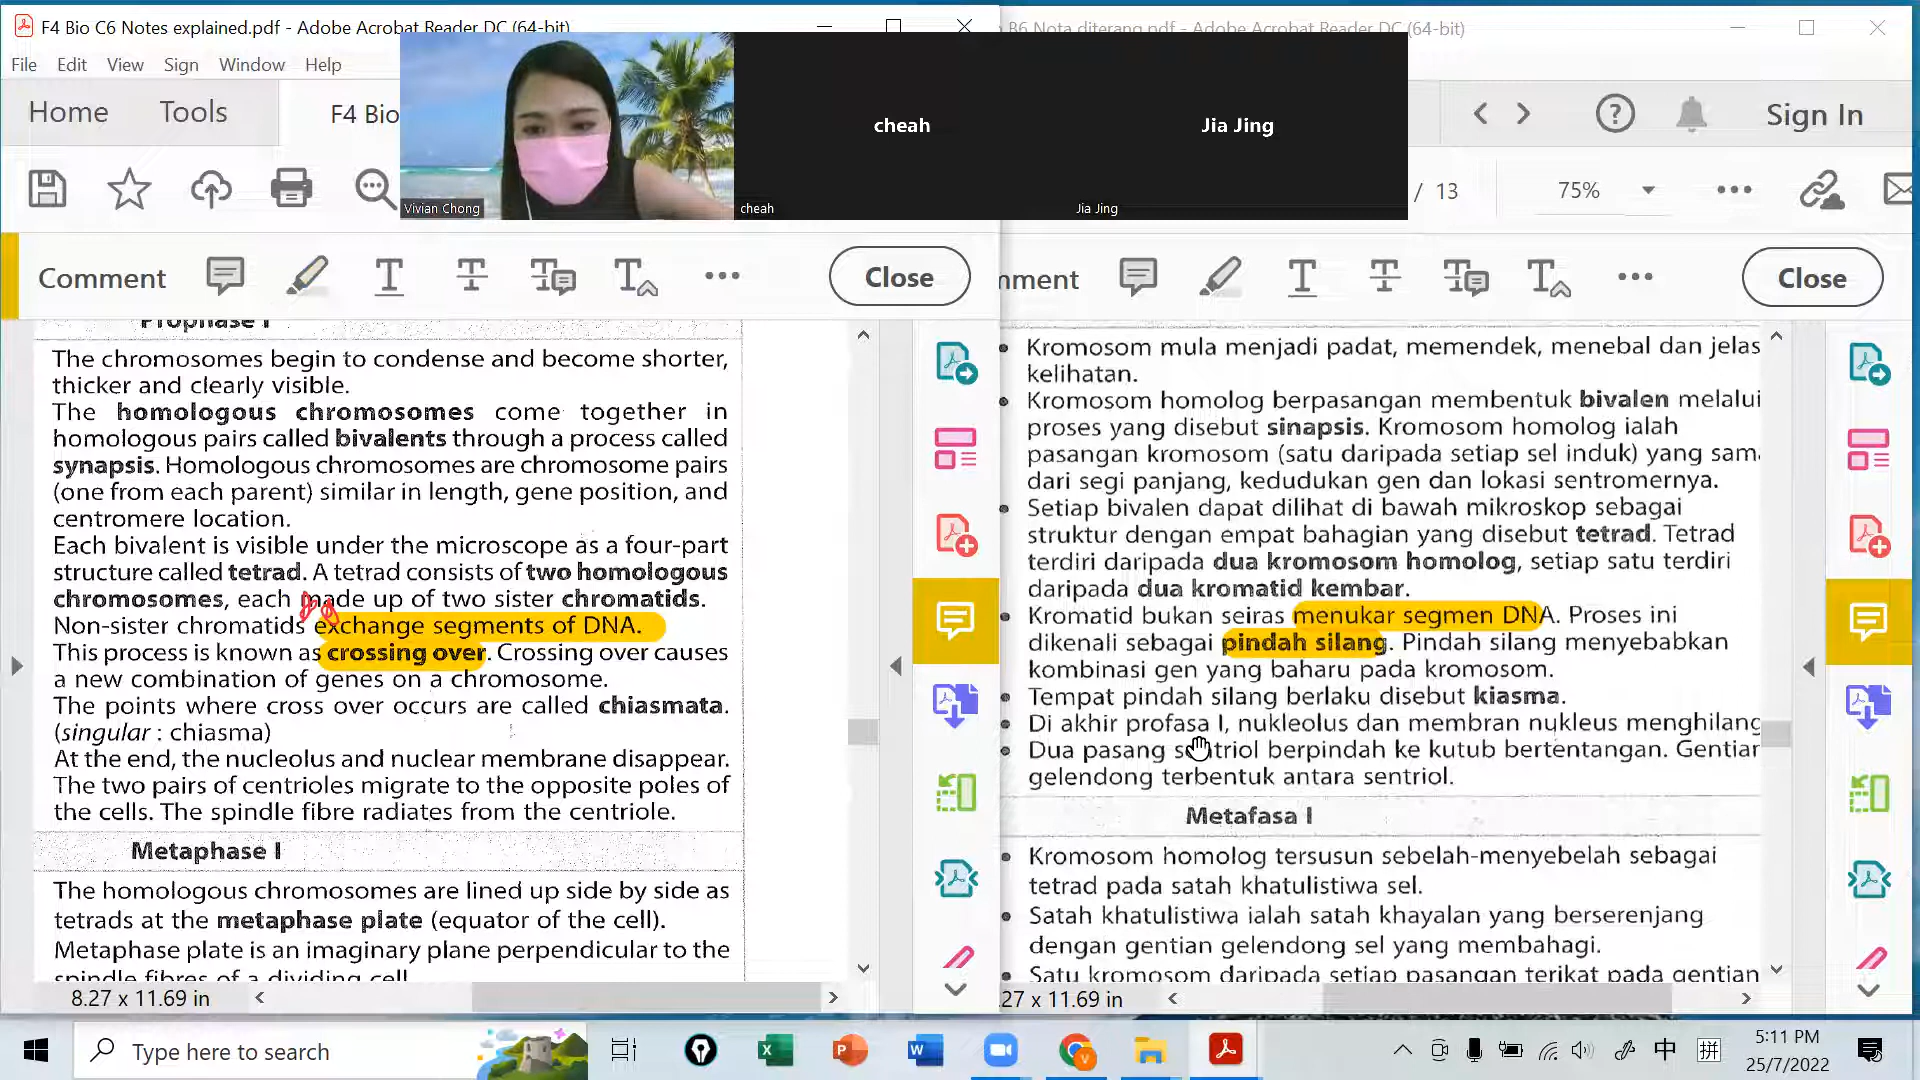 F4 Bio C6 Notes explained.pdf - Adobe Acrobat Reader DC (64-bit)
B6 Nota diterang.pdf - Adobe Acrobat Reader DC (64-bit)
File Edit View Sign Window Help
Home Tools F4 Bio
cheah
Jia Jing
Sign In
/ 13
75%
Vivian Chong
cheah
Jia Jing
Comment
Close
mment
Close
Prophase I
The chromosomes begin to condense and become shorter,
thicker and clearly visible.
The homologous chromosomes come together in
homologous pairs called bivalents through a process called
synapsis. Homologous chromosomes are chromosome pairs
(one from each parent) similar in length, gene position, and
centromere location.
Each bivalent is visible under the microscope as a four-part
structure called tetrad. A tetrad consists of two homologous
chromosomes, each made up of two sister chromatids.
Non-sister chromatids exchange segments of DNA.
This process is known as crossing over. Crossing over causes
a new combination of genes on a chromosome.
The points where cross over occurs are called chiasmata.
(singular : chiasma)
At the end, the nucleolus and nuclear membrane disappear.
The two pairs of centrioles migrate to the opposite poles of
the cells. The spindle fibre radiates from the centriole.
Metaphase I
The homologous chromosomes are lined up side by side as
tetrads at the metaphase plate (equator of the cell).
Metaphase plate is an imaginary plane perpendicular to the
spindle fibres of a dividing cell
8.27 x 11.69 in
• Kromosom mula menjadi padat, memendek, menebal dan jelas
kelihatan.
• Kromosom homolog berpasangan membentuk bivalen melalui
proses yang disebut sinapsis. Kromosom homolog ialah
pasangan kromosom (satu daripada setiap sel induk) yang sam
dari segi panjang, kedudukan gen dan lokasi sentromernya.
• Setiap bivalen dapat dilihat di bawah mikroskop sebagai
struktur dengan empat bahagian yang disebut tetrad. Tetrad
terdiri daripada dua kromosom homolog, setiap satu terdiri
daripada dua kromatid kembar.
• Kromatid bukan seiras menukar segmen DNA. Proses ini
dikenali sebagai pindah silang. Pindah silang menyebabkan
kombinasi gen yang baharu pada kromosom.
• Tempat pindah silang berlaku disebut kiasma.
• Di akhir profasa I, nukleolus dan membran nukleus menghilang
• Dua pasang sentriol berpindah ke kutub bertentangan. Gentian
gelendong terbentuk antara sentriol.
Metafasa I
• Kromosom homolog tersusun sebelah-menyebelah sebagai
tetrad pada satah khatulistiwa sel.
• Satah khatulistiwa ialah satah khayalan yang berserenjang
dengan gentian gelendong sel yang membahagi.
• Satu kromosom daripada setiap pasangan terikat pada gentian
27 x 11.69 in
Type here to search
中
拼
5:11 PM
25/7/2022